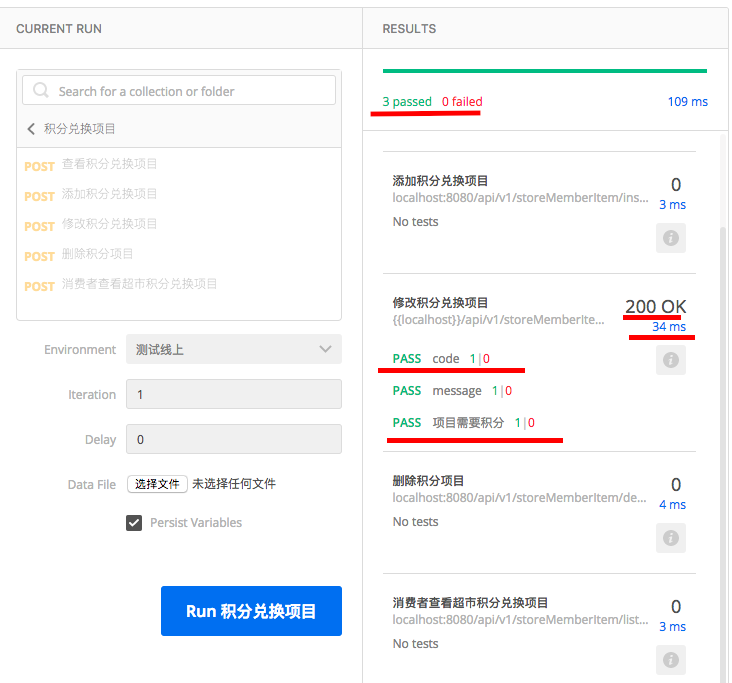 CURRENT RUN
Search for a collection or folder
积分兑换项目
POST 查看积分兑换项目
POST 添加积分兑换项目
POST 修改积分兑换项目
POST 删除积分项目
POST 消费者查看超市积分兑换项目
Environment 测试线上
Iteration 1
Delay 0
Data File 选择文件 未选择任何文件
Persist Variables
Run 积分兑换项目
RESULTS
3 passed 0 failed 109 ms
添加积分兑换项目 0
localhost:8080/api/v1/storeMemberItem/ins... 3 ms
No tests
修改积分兑换项目 200 OK
{{localhost}}/api/v1/storeMemberIte... 34 ms
PASS code 1|0
PASS message 1|0
PASS 项目需要积分 1|0
删除积分项目 0
localhost:8080/api/v1/storeMemberItem/de... 4 ms
No tests
消费者查看超市积分兑换项目 0
localhost:8080/api/v1/storeMemberItem/list... 3 ms
No tests